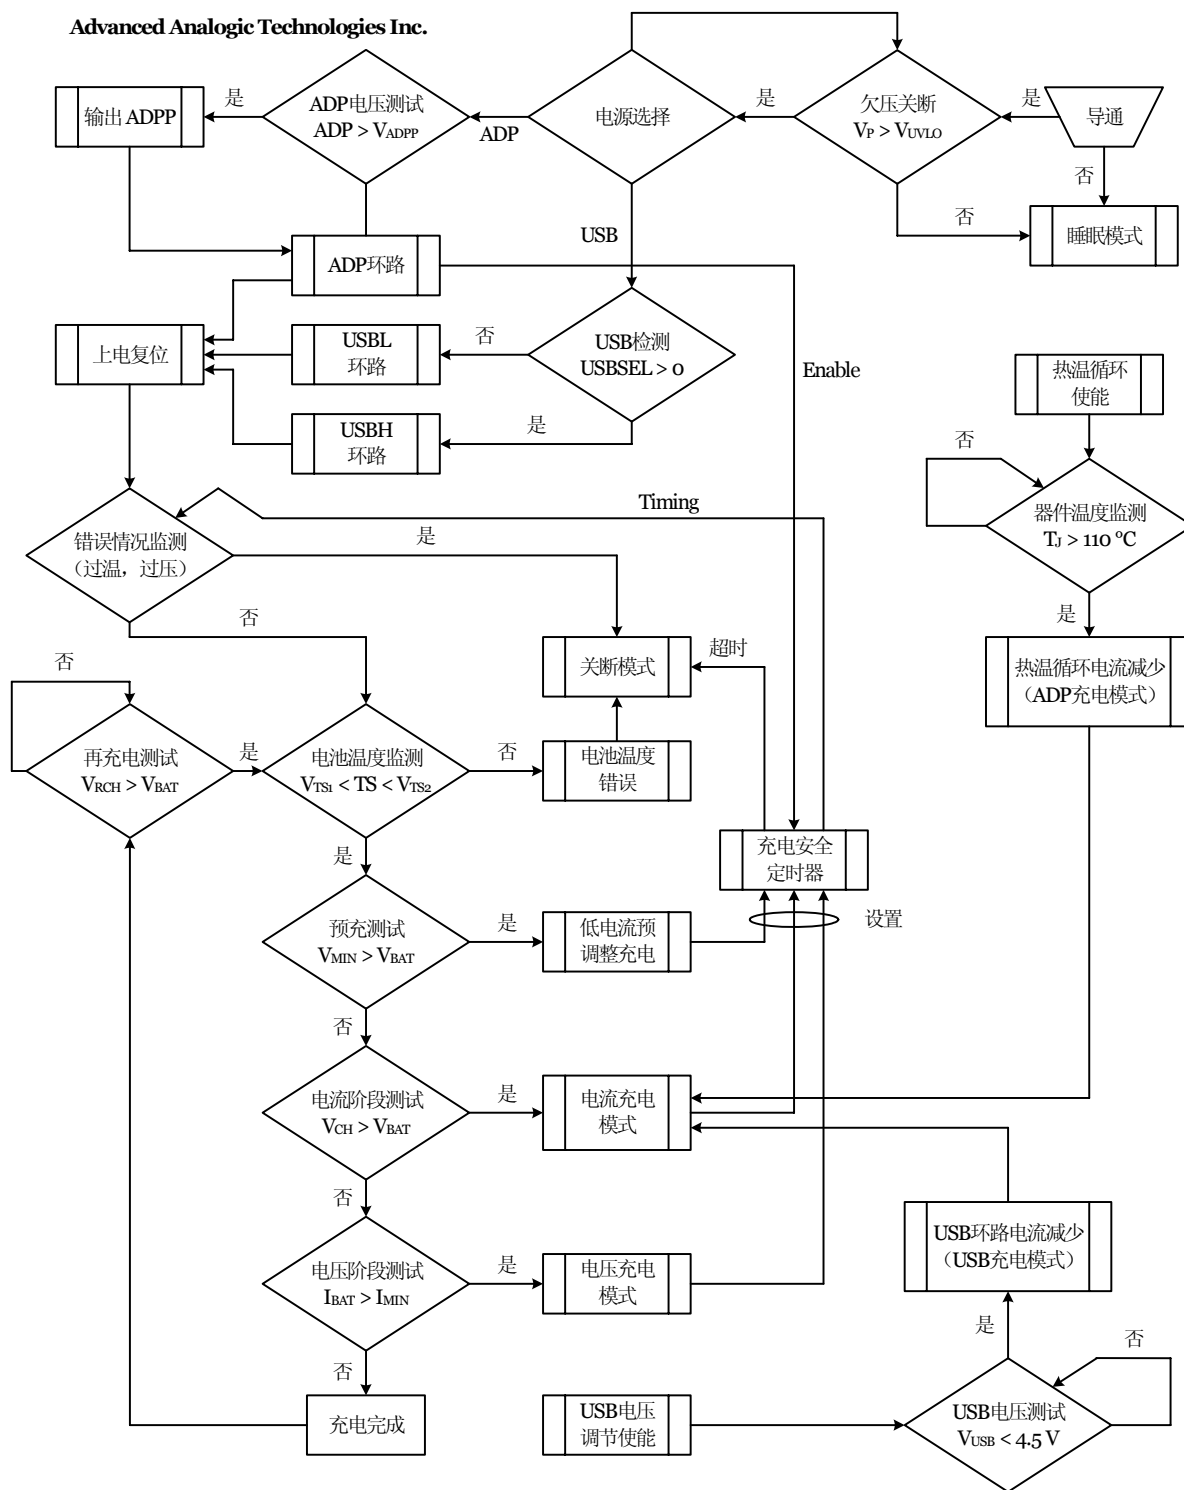 Advanced Analogic Technologies Inc.
输出 ADPP
是
ADP 电压测试
ADP > VADPP
ADP
电源选择
是
欠压关断
VP > VUVLO
是
导通
否
否
睡眠模式
USB
ADP 环路
上电复位
USBL
环路
否
USB检测
USBSEL > 0
Enable
热温循环
使能
USBH
环路
是
否
Timing
器件温度监测
TJ > 110 °C
错误情况监测
（过温，过压）
是
否
是
超时
关断模式
热温循环电流减少
（ADP充电模式）
否
再充电测试
VRCH > VBAT
是
电池温度监测
VTS1 < TS < VTS2
否
电池温度
错误
是
充电安全
定时器
设置
预充测试
VMIN > VBAT
是
低电流预
调整充电
否
电流阶段测试
VCH > VBAT
是
电流充电
模式
否
电压阶段测试
IBAT > IMIN
是
电压充电
模式
USB环路电流减少
（USB充电模式）
是
否
否
充电完成
USB电压
调节使能
USB电压测试
VUSB < 4.5 V